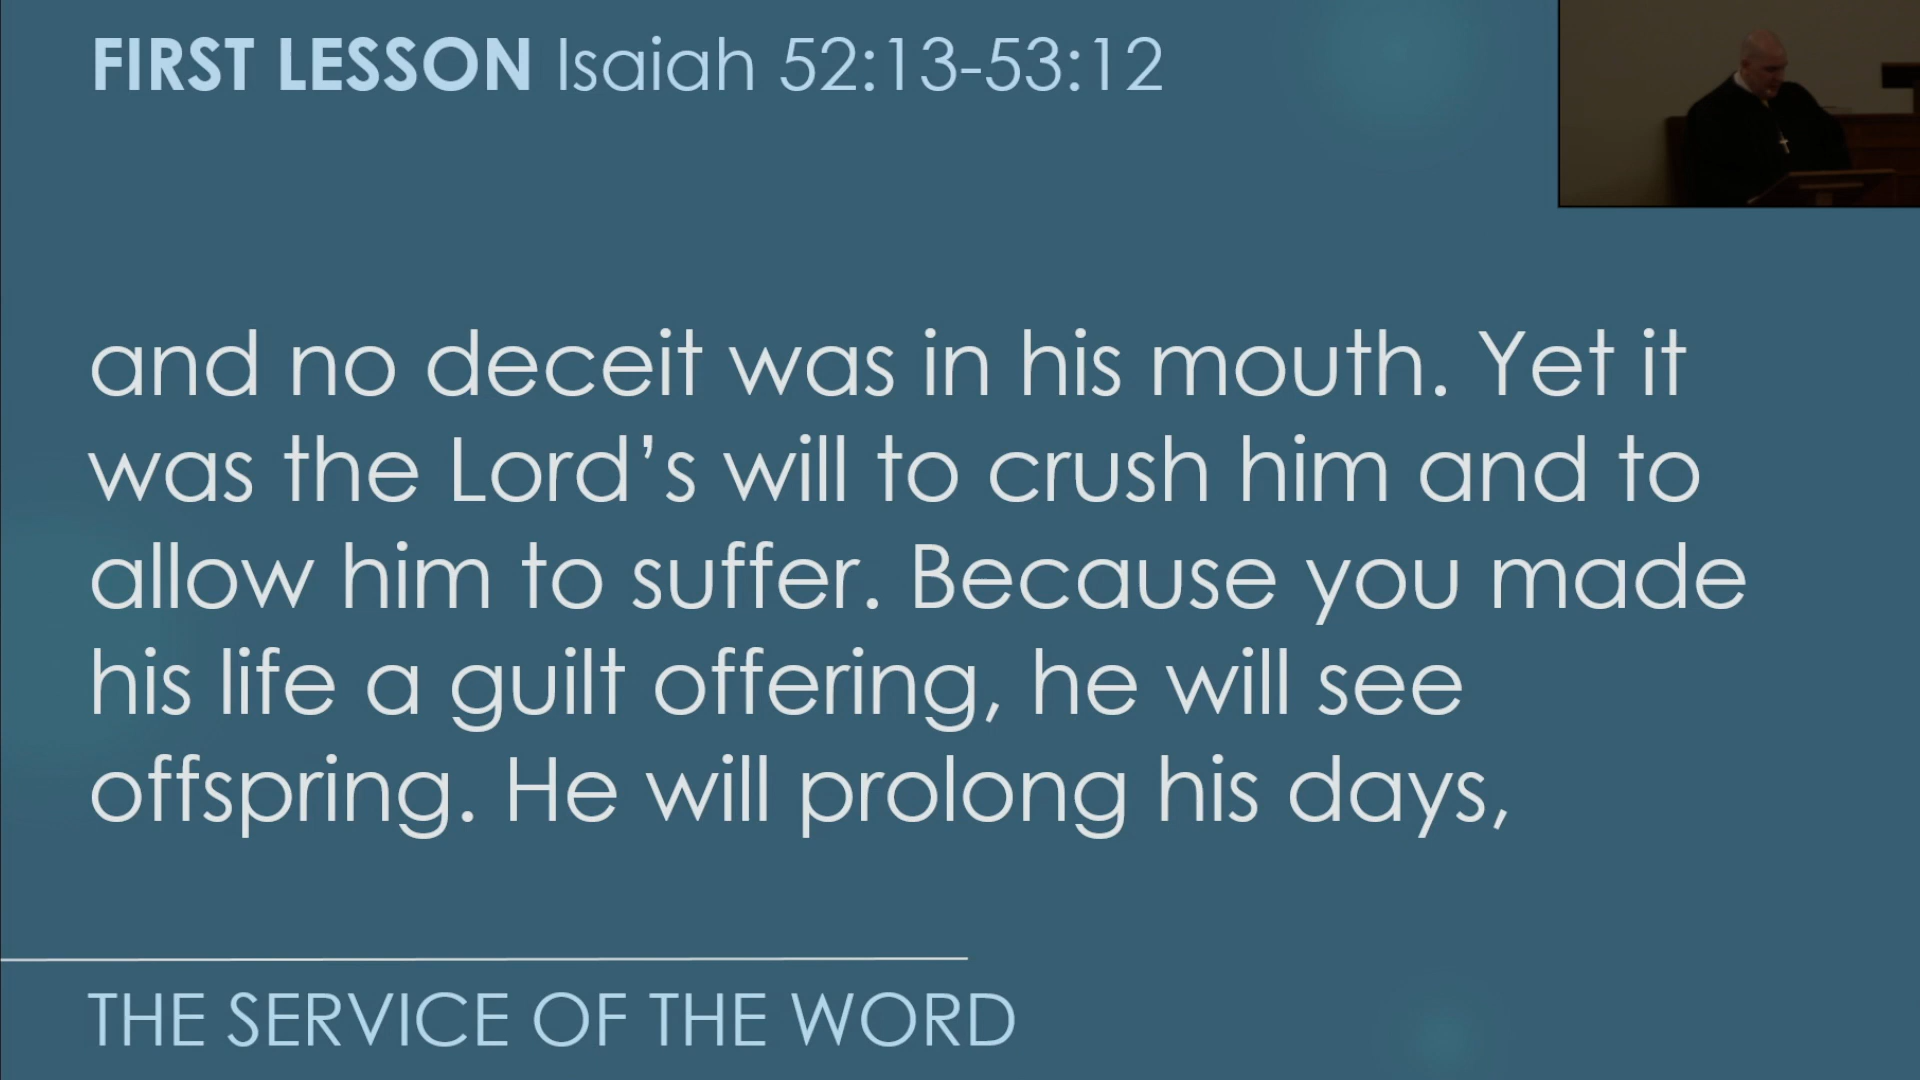 FIRST LESSON Isaiah 52:13-53:12
and no deceit was in his mouth. Yet it
was the Lord’s will to crush him and to
allow him to suffer. Because you made
his life a guilt offering, he will see
offspring. He will prolong his days,
THE SERVICE OF THE WORD